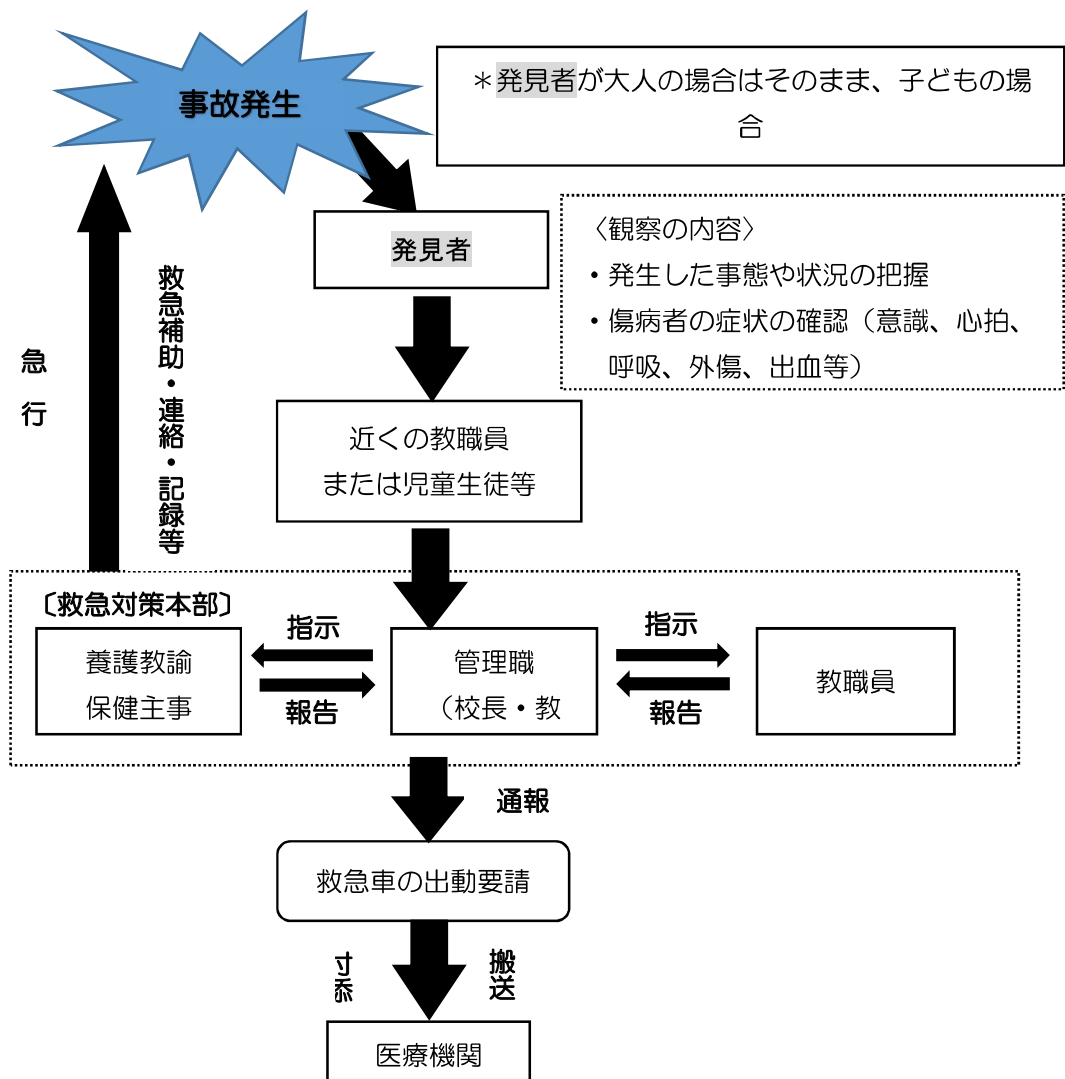 事故発生
*発見者が大人の場合はそのまま、子どもの場
合
発見者
〈観察の内容〉
・発生した事態や状況の把握
・傷病者の症状の確認(意識、心拍、
呼吸、外傷、出血等)
急行
救急補助・連絡・記録等
近くの教職員
または児童生徒等
〔救急対策本部〕
養護教諭
保健主事
指示
報告
管理職
(校長・教
指示
報告
教職員
通報
救急車の出動要請
搬送
医療機関